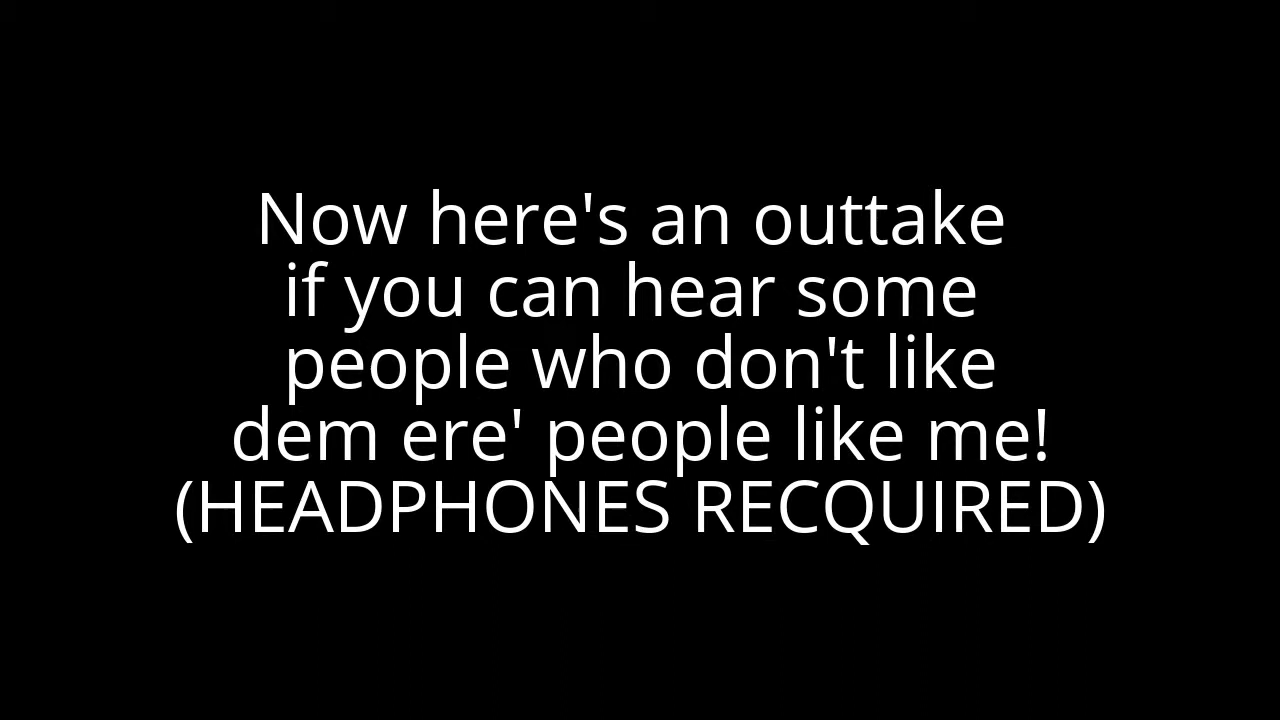 Now here's an outtake
if you can hear some
people who don't like
dem ere' people like me!
(HEADPHONES RECQUIRED)